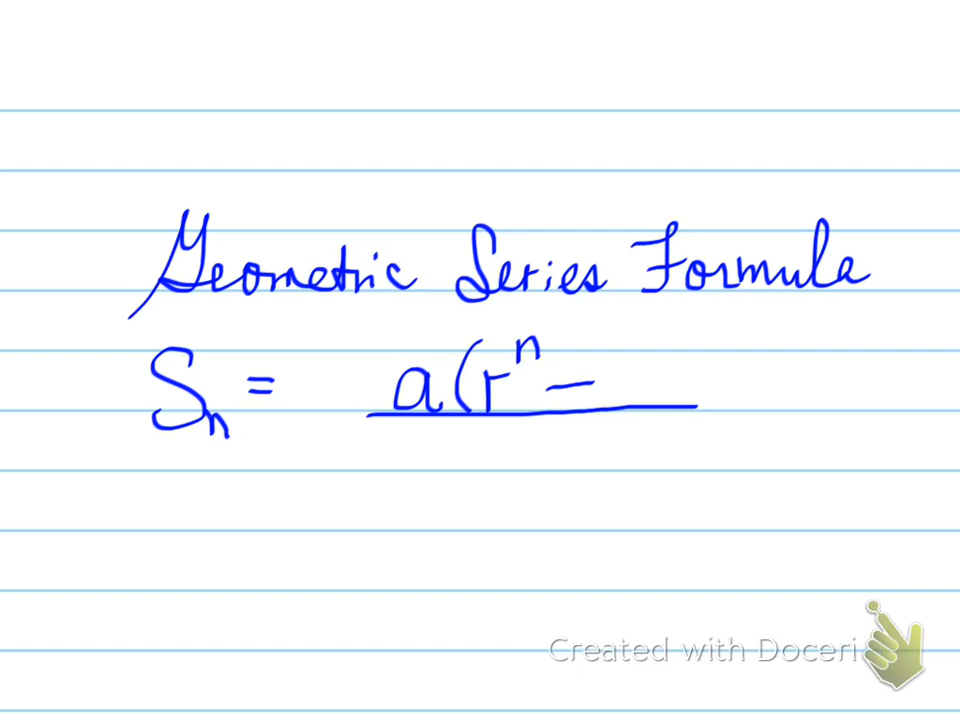 Geometric Series Formula
Sn = a(r^n −
Created with Doceri